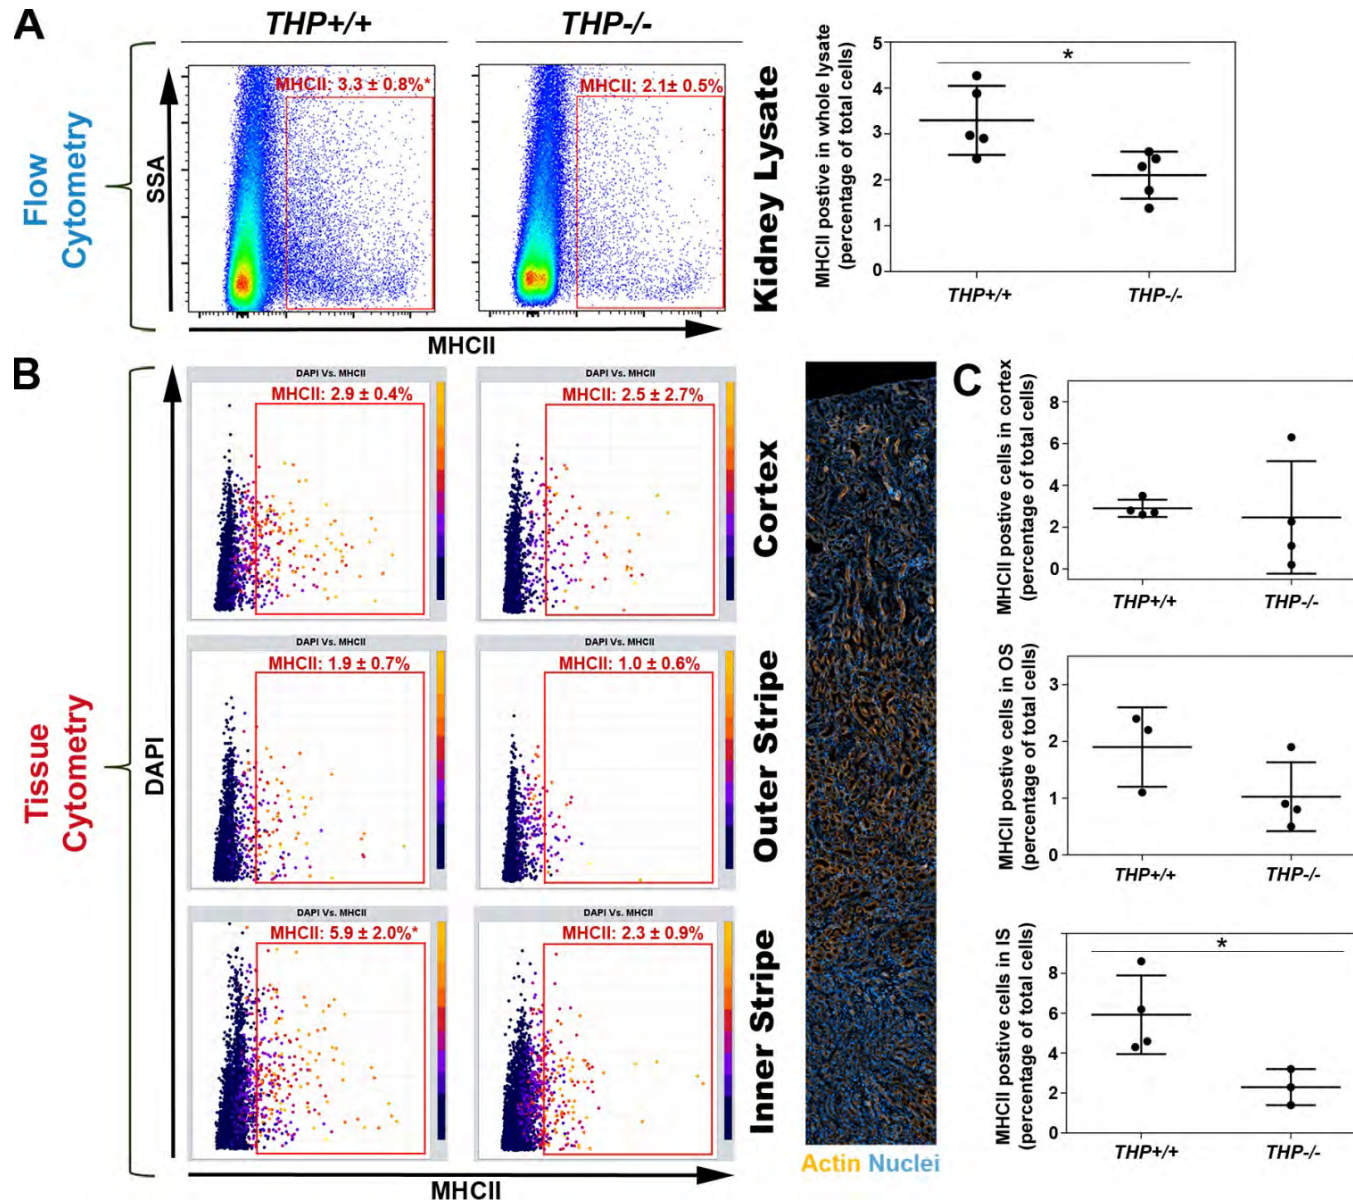 A
THP+/+
THP-/-
Flow
Cytometry
SSA
MHCII: 3.3 ± 0.8%*
MHCII: 2.1± 0.5%
MHCII
Kidney Lysate
MHCII postive in whole lysate
(percentage of total cells)
5
4
3
2
1
0
*
THP+/+
THP-/-
B
Tissue
Cytometry
DAPI
DAPI Vs. MHCII
MHCII: 2.9 ± 0.4%
DAPI Vs. MHCII
MHCII: 2.5 ± 2.7%
Cortex
DAPI Vs. MHCII
MHCII: 1.9 ± 0.7%
DAPI Vs. MHCII
MHCII: 1.0 ± 0.6%
Outer Stripe
DAPI Vs. MHCII
MHCII: 5.9 ± 2.0%*
DAPI Vs. MHCII
MHCII: 2.3 ± 0.9%
Inner Stripe
MHCII
Actin Nuclei
C
MHCII postive cells in cortex
(percentage of total cells)
8
6
4
2
0
THP+/+
THP-/-
MHCII postive cells in OS
(percentage of total cells)
3
2
1
0
THP+/+
THP-/-
MHCII postive cells in IS
(percentage of total cells)
8
6
4
2
0
*
THP+/+
THP-/-